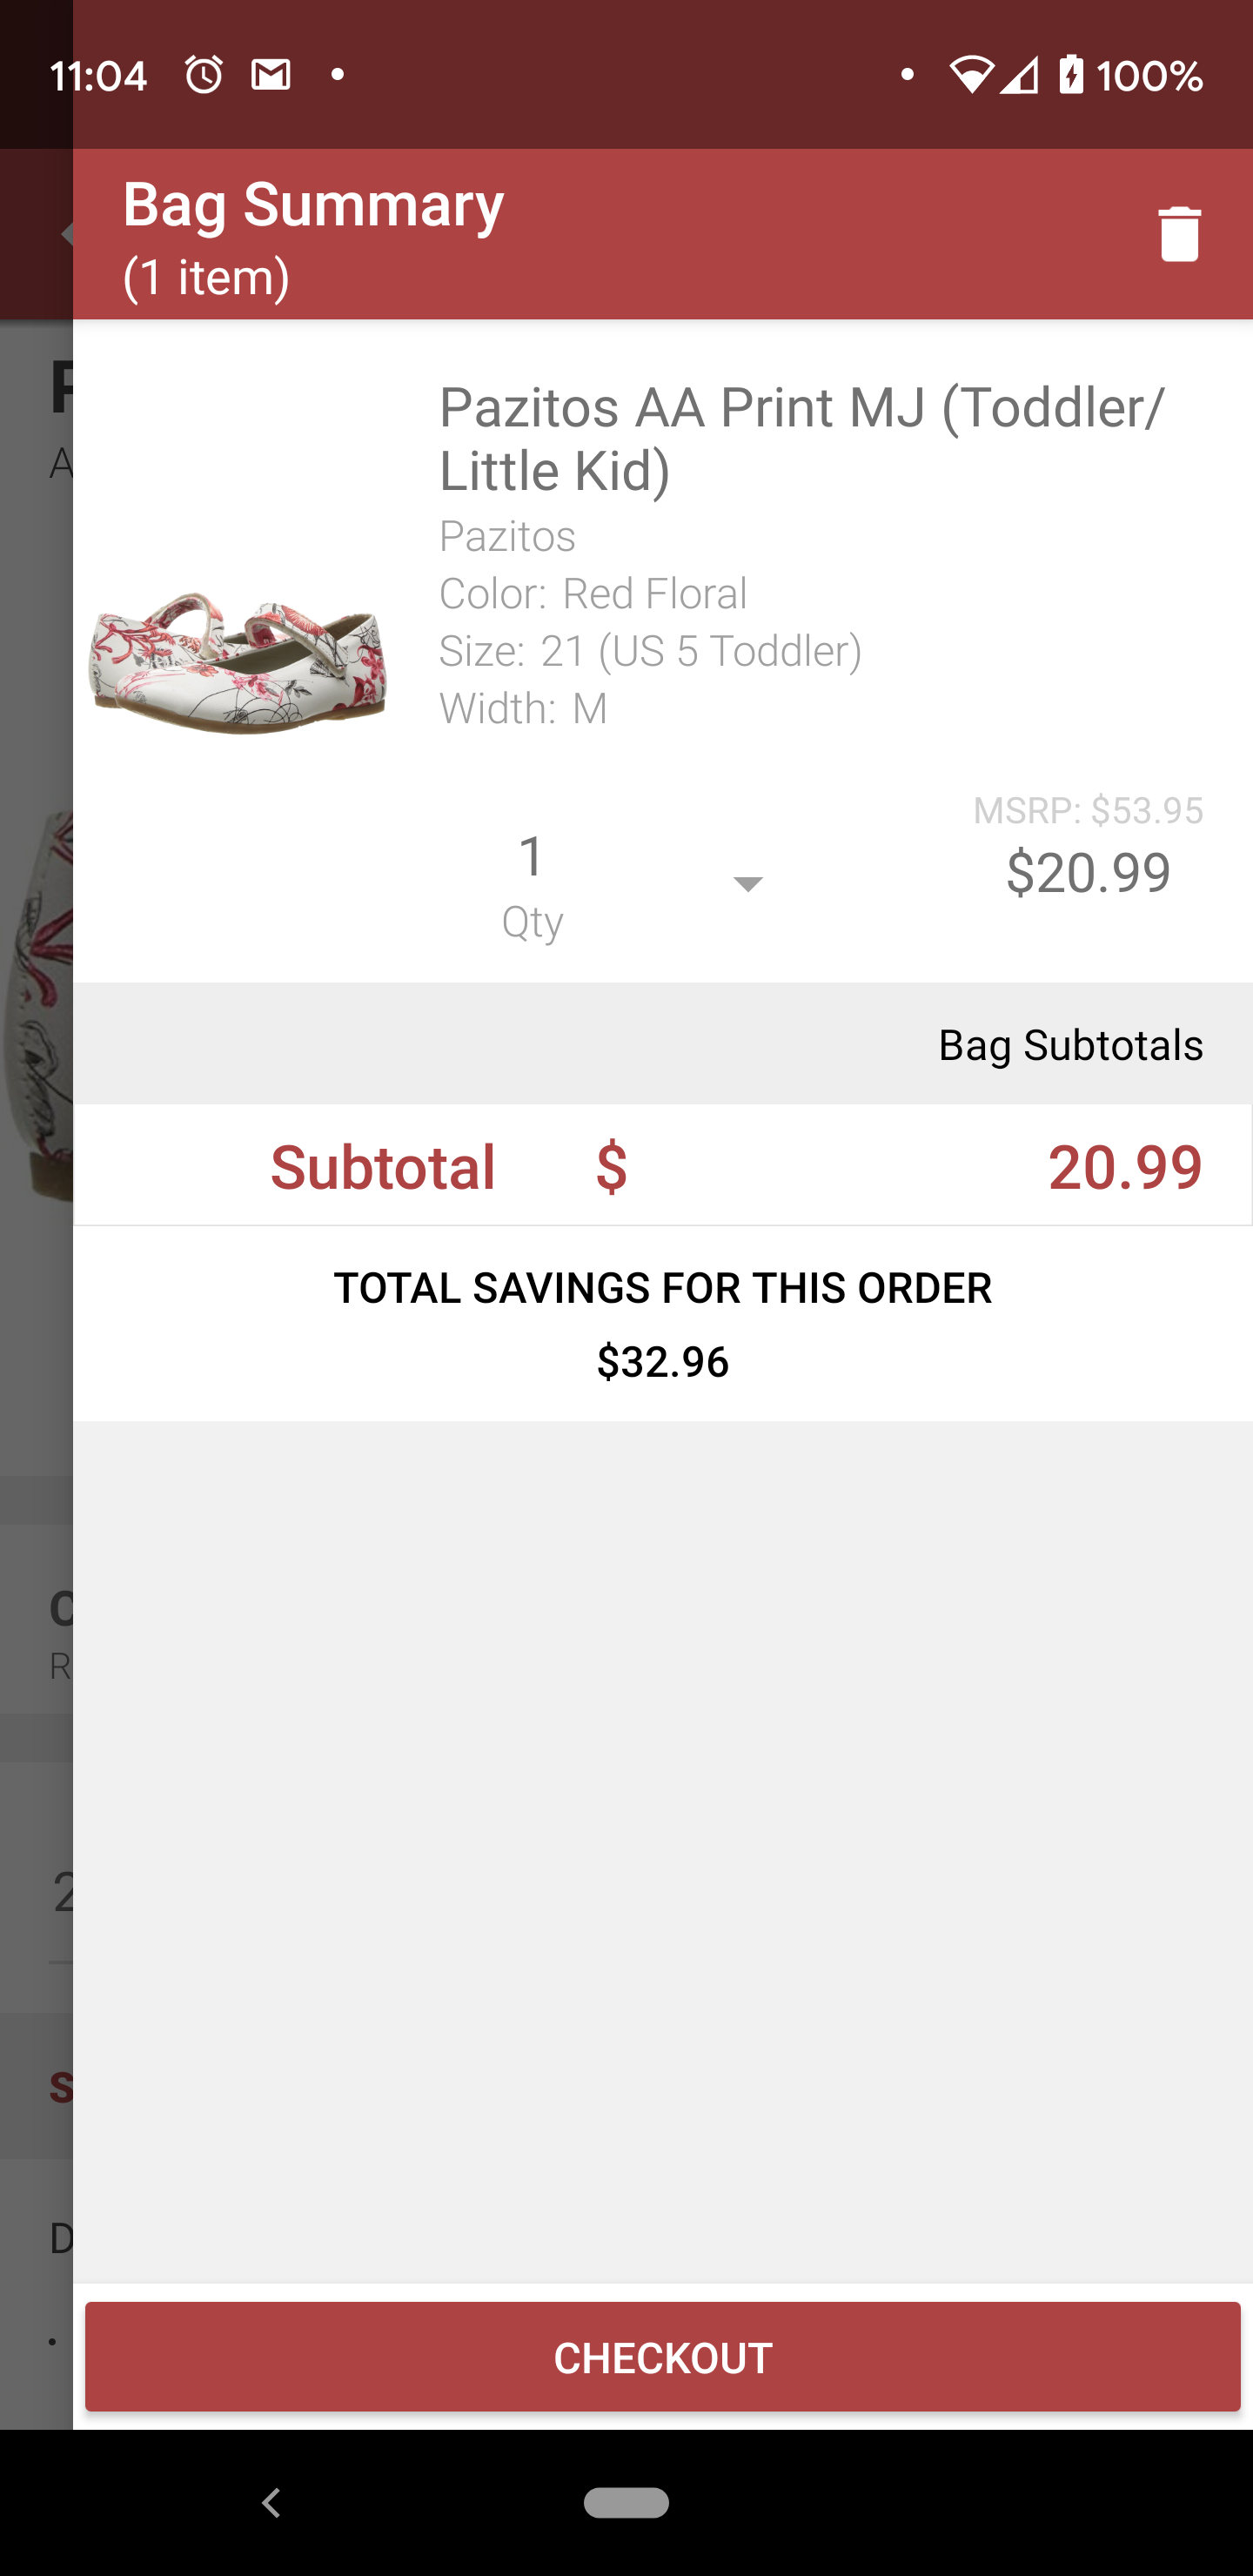 11:04
100%
Bag Summary
(1 item)
Pazitos AA Print MJ (Toddler/
Little Kid)
Pazitos
Color: Red Floral
Size: 21 (US 5 Toddler)
Width: M
MSRP: $53.95
1
$20.99
Qty
Bag Subtotals
Subtotal $ 20.99
TOTAL SAVINGS FOR THIS ORDER
$32.96
CHECKOUT